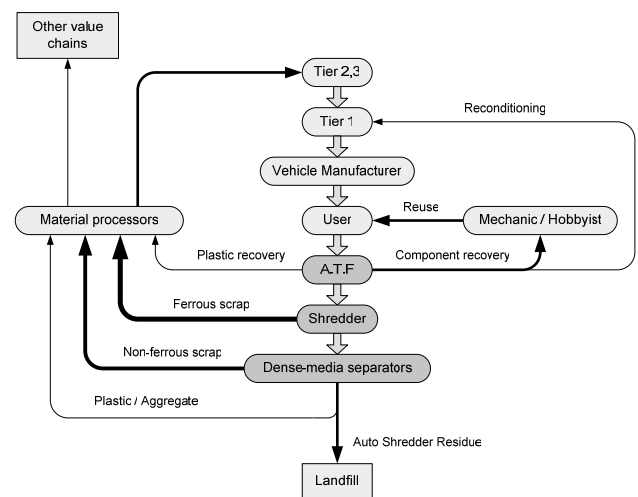 Other value
chains
Tier 2,3
Reconditioning
Tier 1
Vehicle Manufacturer
Reuse
Material processors
User
Mechanic / Hobbyist
Plastic recovery
Component recovery
A.T.F
Ferrous scrap
Shredder
Non-ferrous scrap
Dense-media separators
Plastic / Aggregate
Auto Shredder Residue
Landfill